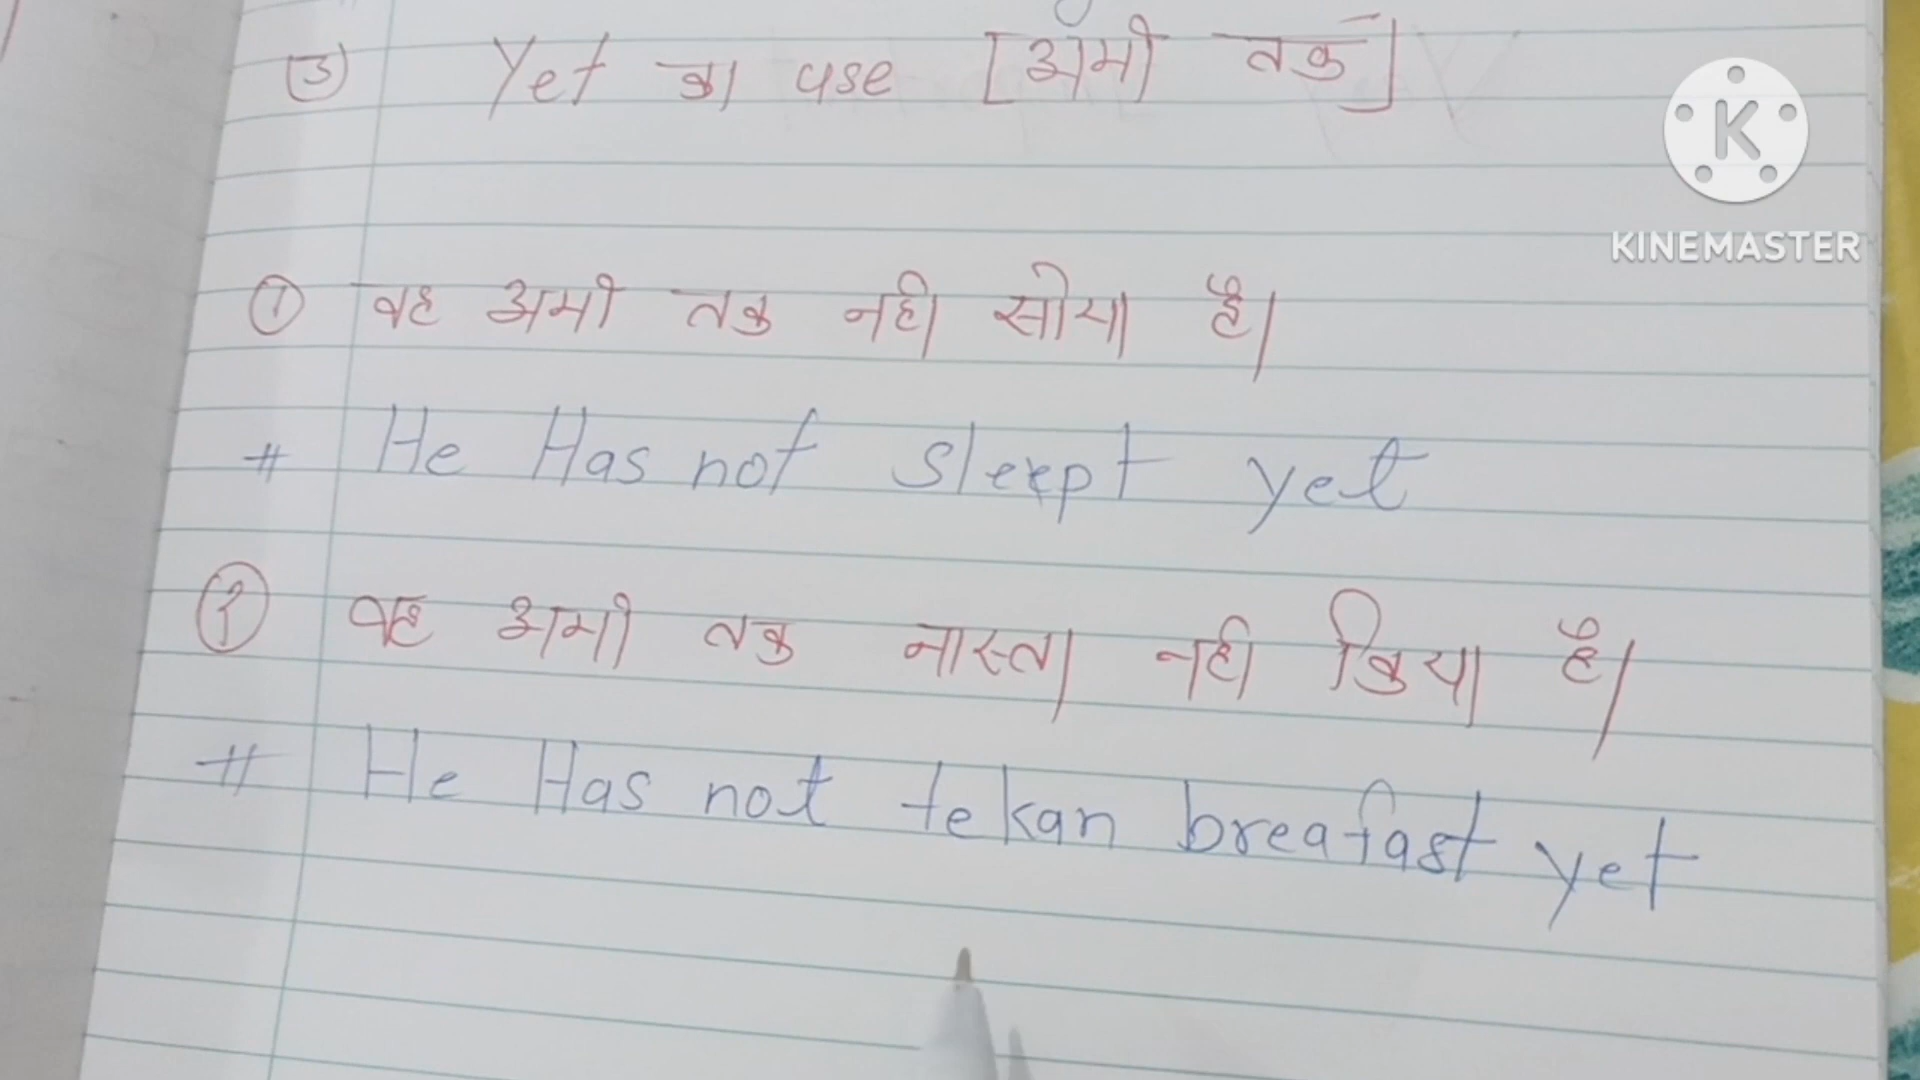 ③ Yet का use [अभी तक]
K
KINEMASTER
① वह अभी तक नही सोया है।
# He Has not Sleept yet
२ वह अभी तक नास्ता नही किया है।
# He Has not tekan breafast yet